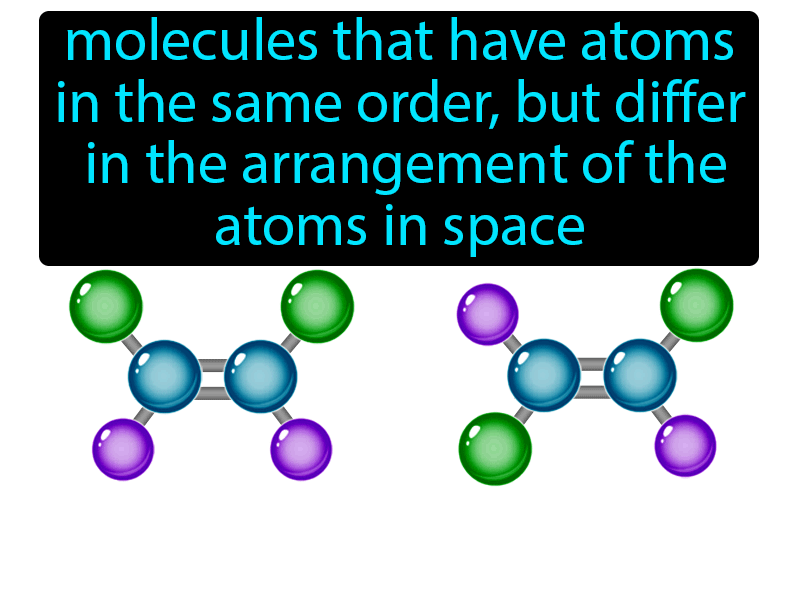 molecules that have atoms
in the same order, but differ
in the arrangement of the
atoms in space